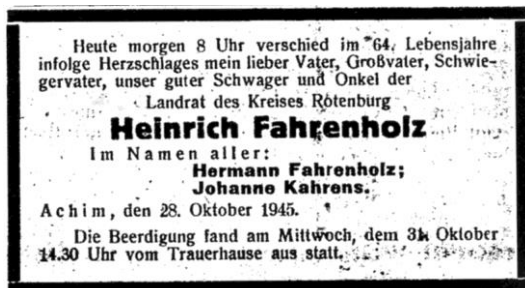 Heute morgen 8 Uhr verschied im 64. Lebensjahre
infolge Herzschlages mein lieber Vater, Großvater, Schwie-
gervater, unser guter Schwager und Onkel der
Landrat des Kreises Rotenburg
Heinrich Fahrenholz
Im Namen aller:
Hermann Fahrenholz;
Johanne Kahrens.
Achim, den 28. Oktober 1945.
Die Beerdigung fand am Mittwoch, dem 31. Oktober
14.30 Uhr vom Trauerhause aus statt.